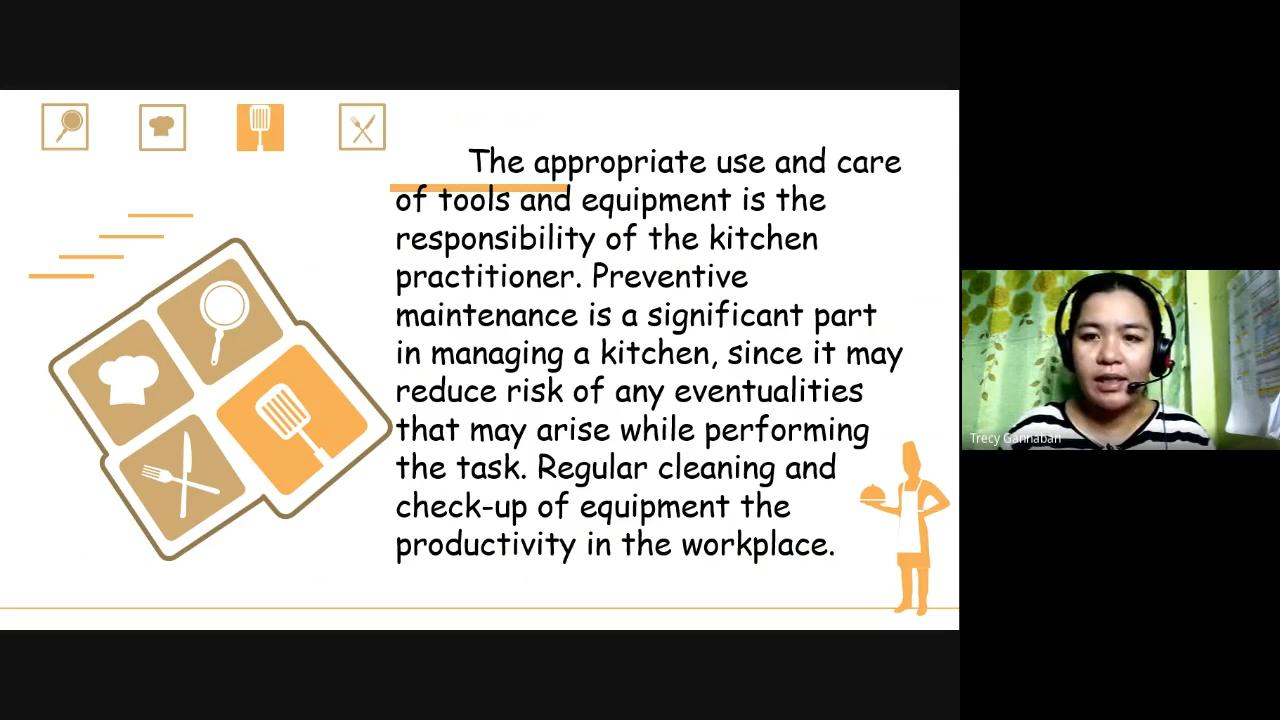 The appropriate use and care
of tools and equipment is the
responsibility of the kitchen
practitioner. Preventive
maintenance is a significant part
in managing a kitchen, since it may
reduce risk of any eventualities
that may arise while performing
the task. Regular cleaning and
check-up of equipment the
productivity in the workplace.
Trecy Gannaban